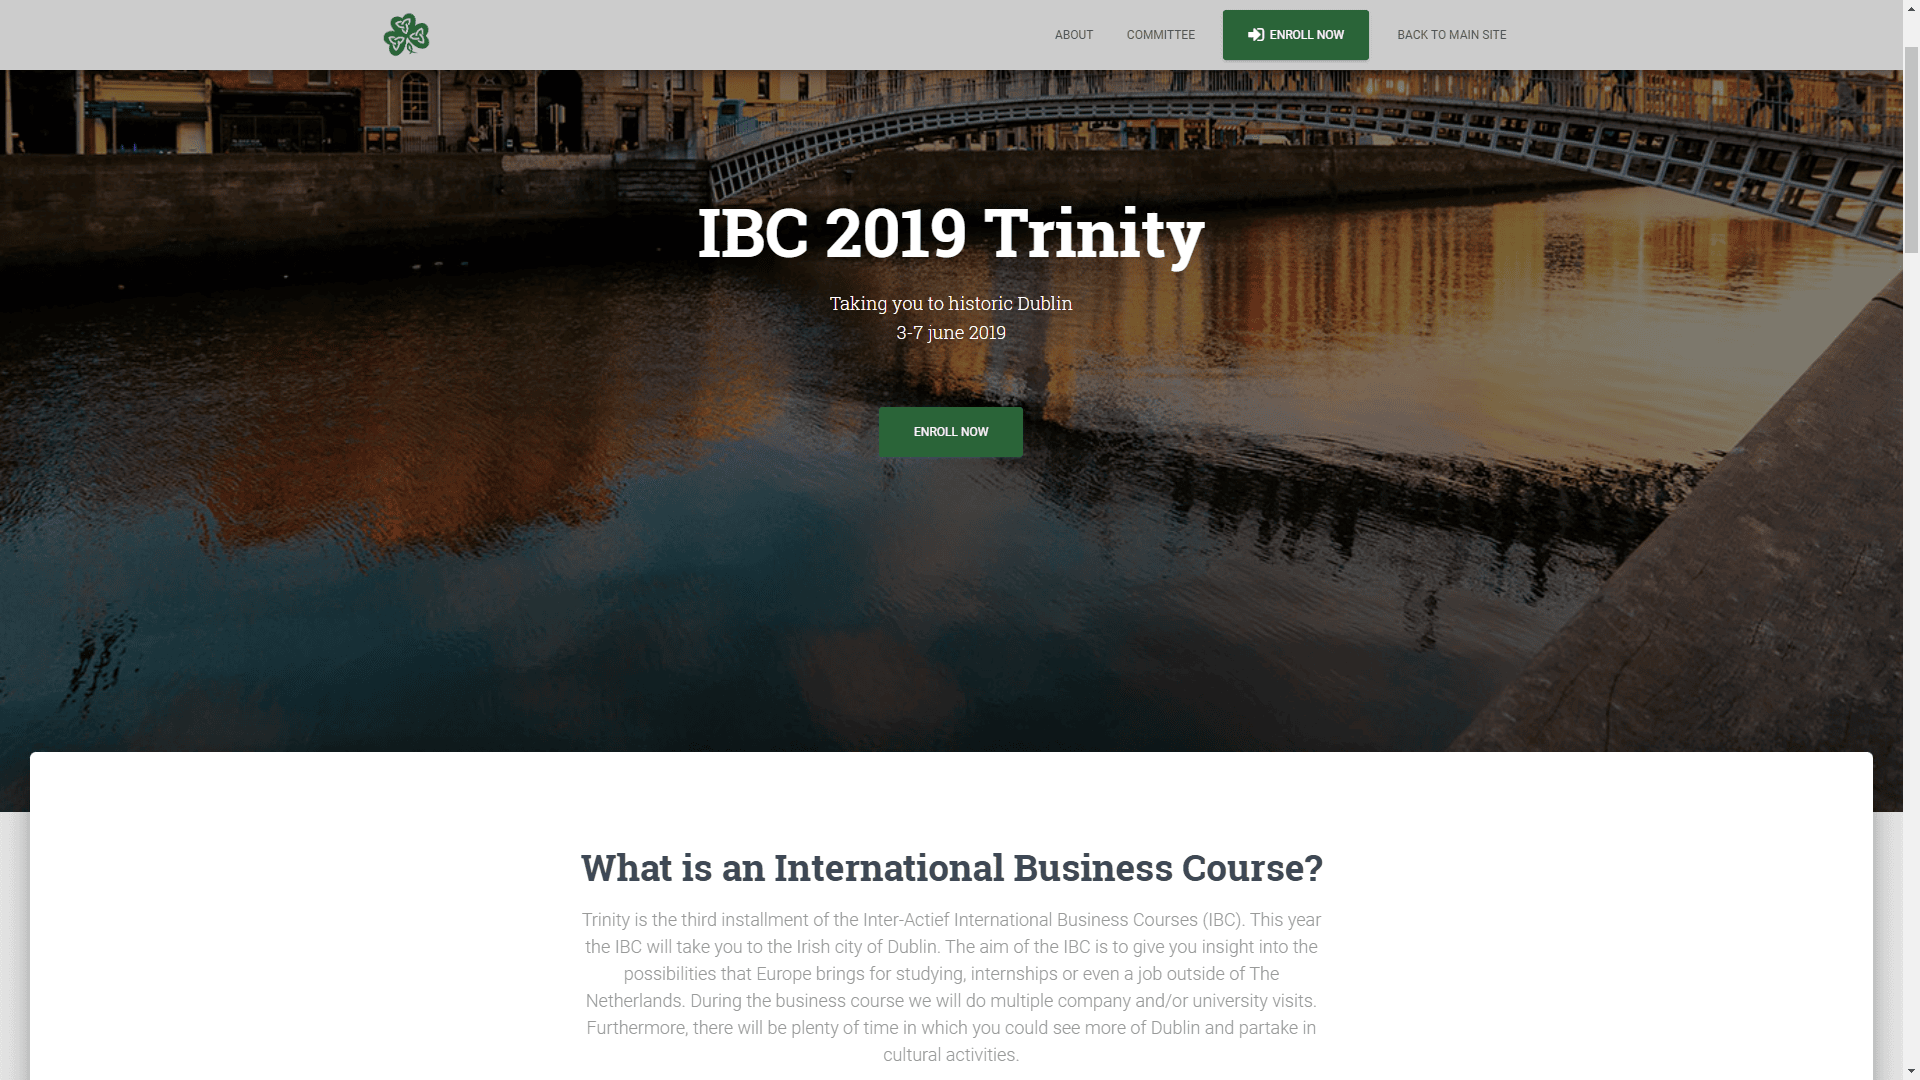 ABOUT
COMMITTEE
ENROLL NOW
BACK TO MAIN SITE
IBC 2019 Trinity
Taking you to historic Dublin
3-7 june 2019
ENROLL NOW
What is an International Business Course?
Trinity is the third installment of the Inter-Actief International Business Courses (IBC). This year
the IBC will take you to the Irish city of Dublin. The aim of the IBC is to give you insight into the
possibilities that Europe brings for studying, internships or even a job outside of The
Netherlands. During the business course we will do multiple company and/or university visits.
Furthermore, there will be plenty of time in which you could see more of Dublin and partake in
cultural activities.